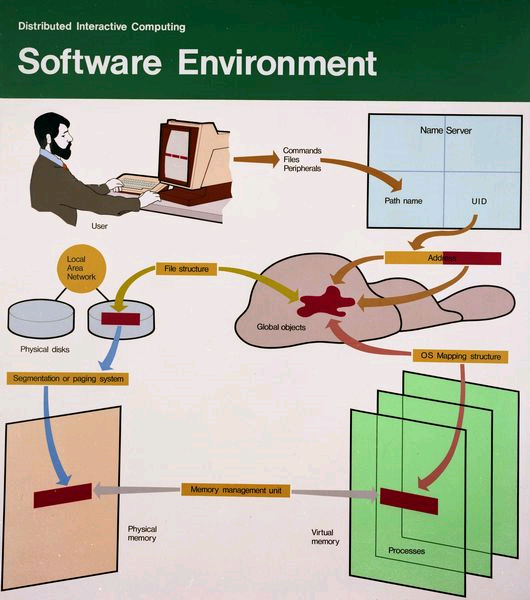 Distributed Interactive Computing
Software Environment
Commands
Files
Peripherals
Name Server
Path name
UID
User
Address
Local
Area
Network
File structure
Global objects
Physical disks
OS Mapping structure
Segmentation or paging system
Memory management unit
Physical
memory
Virtual
memory
Processes